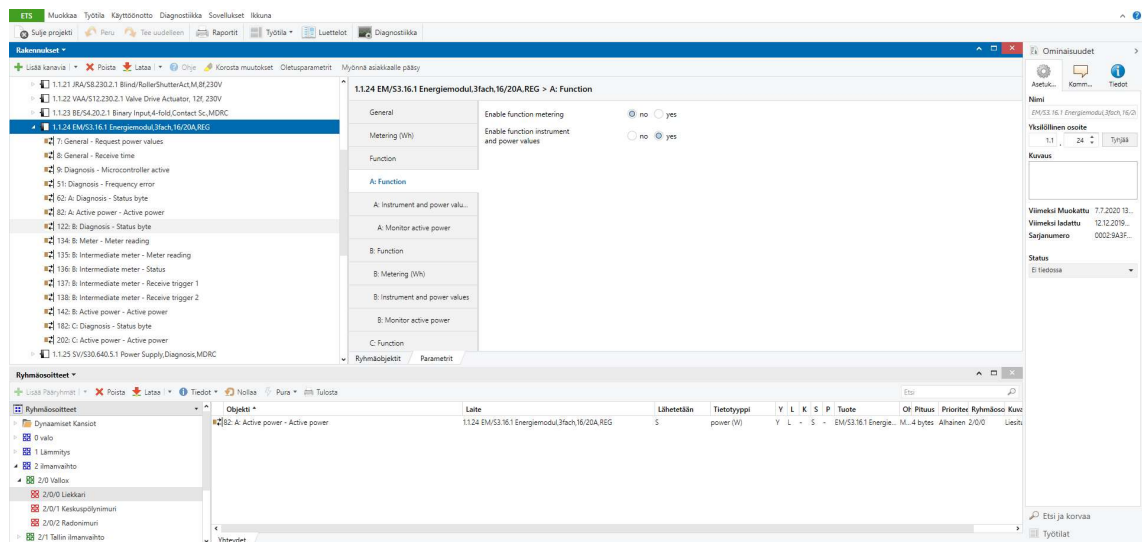 ETS Muokkaa Työtila Käyttöönotto Diagnostiikka Sovellukset Ikkuna
Sulje projekti Peru Tee uudelleen Raportit Työtila Luettelot Diagnostiikka
Rakennukset
Lisää kanavia Poista Lataa Ohje Korosta muutokset Oletusparametrit Myönnä asiakkaalle pääsy
1.1.21 JRA/S8.230.2.1 Blind/RollerShutterAct,M,8f,230V
1.1.22 VAA/S12.230.2.1 Valve Drive Actuator, 12f, 230V
1.1.23 BE/S4.20.2.1 Binary Input,4-fold,Contact Sc.,MDRC
1.1.24 EM/S3.16.1 Energiemodul,3fach,16/20A,REG
7: General - Request power values
8: General - Receive time
9: Diagnosis - Microcontroller active
51: Diagnosis - Frequency error
62: A: Diagnosis - Status byte
82: A: Active power - Active power
122: B: Diagnosis - Status byte
134: B: Meter - Meter reading
135: B: Intermediate meter - Meter reading
136: B: Intermediate meter - Status
137: B: Intermediate meter - Receive trigger 1
138: B: Intermediate meter - Receive trigger 2
142: B: Active power - Active power
182: C: Diagnosis - Status byte
202: C: Active power - Active power
1.1.25 SV/S30.640.5.1 Power Supply,Diagnosis,MDRC
1.1.24 EM/S3.16.1 Energiemodul,3fach,16/20A,REG > A: Function
General
Metering (Wh)
Function
A: Function
A: Instrument and power valu...
A: Monitor active power
B: Function
B: Metering (Wh)
B: Instrument and power values
B: Monitor active power
C: Function
Enable function metering no yes
Enable function instrument
and power values no yes
Ryhmäobjektit Parametrit
Ryhmäosoitteet
Lisää Pääryhmät Poista Lataa Tiedot Nollaa Pura Tulosta Etsi
Ryhmäosoitteet
Dynaamiset Kansiot
0 valo
1 Lämmitys
2 ilmanvaihto
2/0 Vallox
2/0/0 Liekkari
2/0/1 Keskuspölynimuri
2/0/2 Radonimuri
2/1 Tallin ilmanvaihto
Objekti Laite Lähetetään Tietotyyppi Y L K S P Tuote Oh Pituus Prioritee Ryhmäoso Kuva
82: A: Active power - Active power 1.1.24 EM/S3.16.1 Energiemodul,3fach,16/20A,REG S power (W) Y L - S - EM/S3.16.1 Energie... M... 4 bytes Alhainen 2/0/0 Liesitu
Yhteydet
Ominaisuudet
Asetuk... Komm... Tiedot
Nimi
EM/S3.16.1 Energiemodul,3fach,16/2
Yksilöllinen osoite
1.1 . 24 Tyhjää
Kuvaus
Viimeksi Muokattu 7.7.2020 13...
Viimeksi ladattu 12.12.2019...
Sarjanumero 0002:9A3F...
Status
Ei tiedossa
Etsi ja korvaa
Työtilat